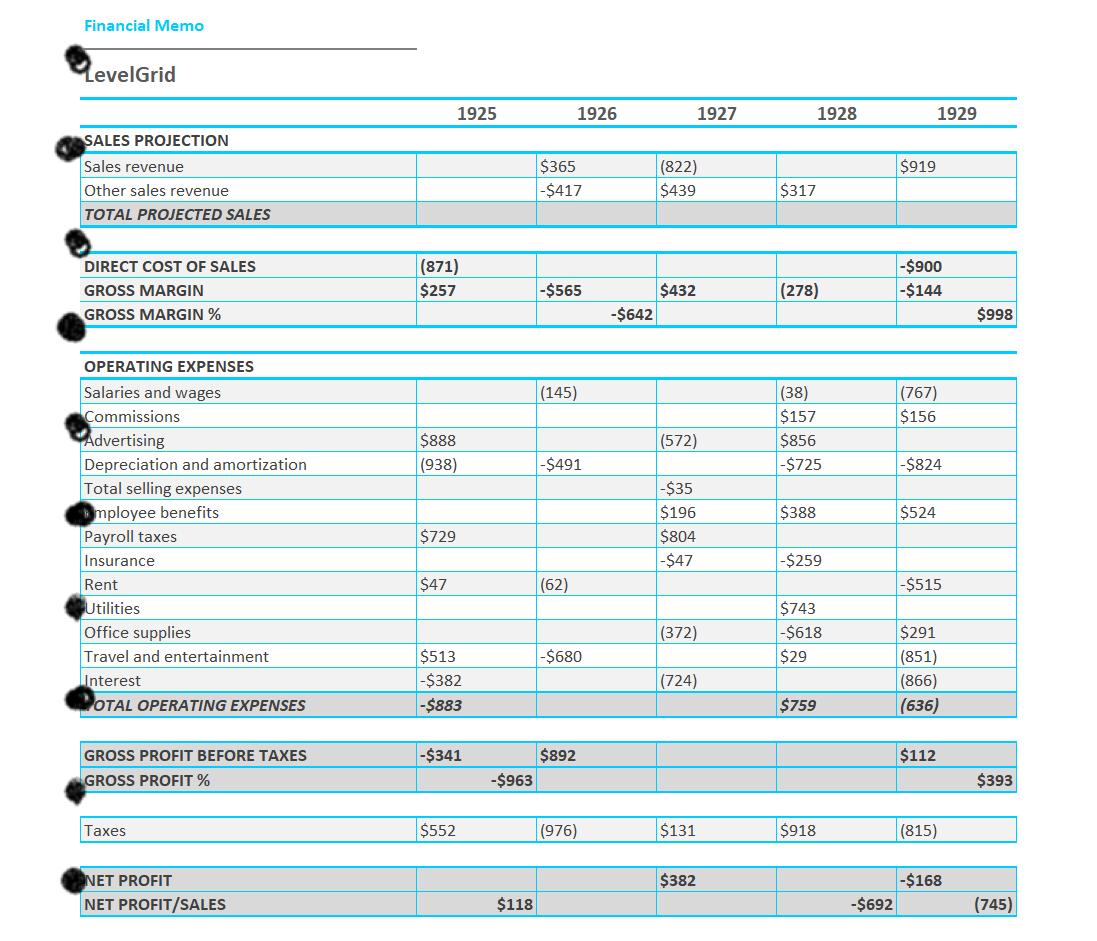 Financial Memo
LevelGrid
1925 1926 1927 1928 1929
SALES PROJECTION
Sales revenue $365 (822) $919
Other sales revenue -$417 $439 $317
TOTAL PROJECTED SALES
DIRECT COST OF SALES (871) -$900
GROSS MARGIN $257 -$565 $432 (278) -$144
GROSS MARGIN % -$642 $998
OPERATING EXPENSES
Salaries and wages (145) (38) (767)
Commissions $157 $156
Advertising $888 (572) $856
Depreciation and amortization (938) -$491 -$725 -$824
Total selling expenses -$35
Employee benefits $196 $388 $524
Payroll taxes $729 $804
Insurance -$47 -$259
Rent $47 (62) -$515
Utilities $743
Office supplies (372) -$618 $291
Travel and entertainment $513 -$680 $29 (851)
Interest -$382 (724) (866)
TOTAL OPERATING EXPENSES -$883 $759 (636)
GROSS PROFIT BEFORE TAXES -$341 $892 $112
GROSS PROFIT % -$963 $393
Taxes $552 (976) $131 $918 (815)
NET PROFIT $382 -$168
NET PROFIT/SALES $118 -$692 (745)